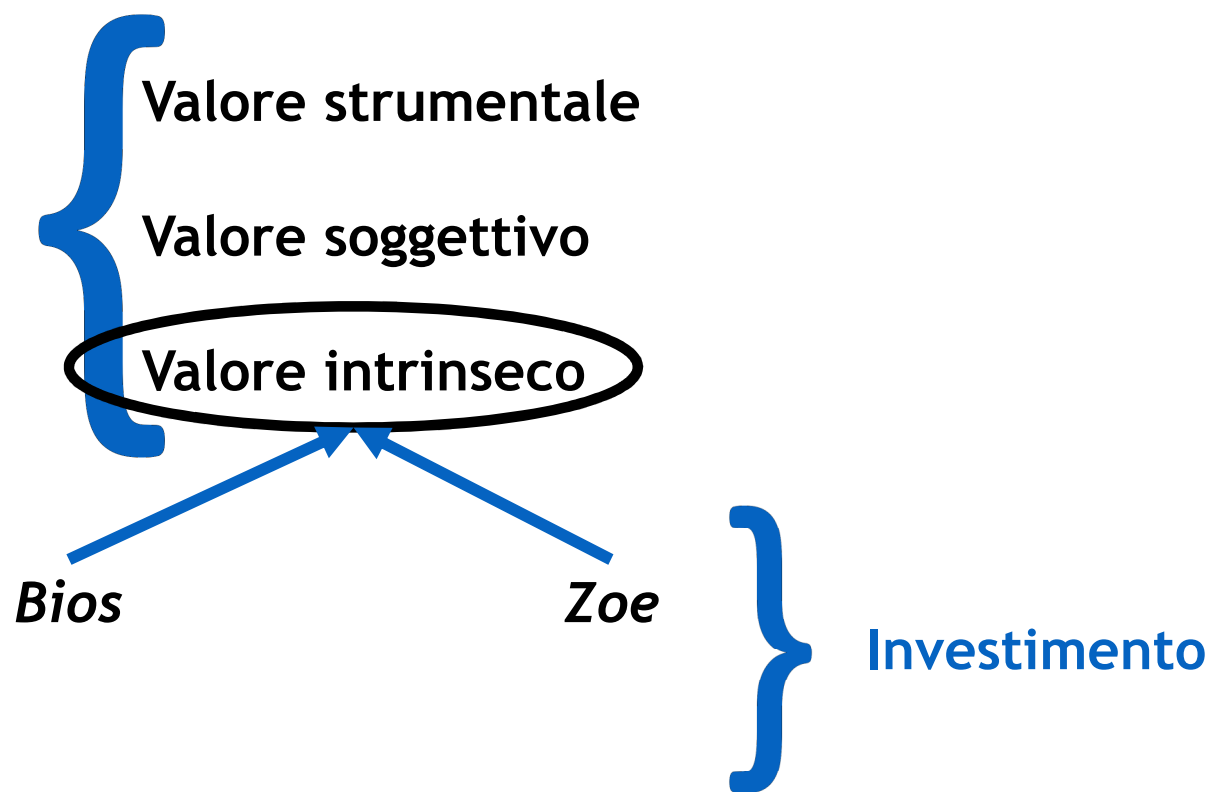 Valore strumentale
Valore soggettivo
Valore intrinseco
Bios
Zoe
Investimento